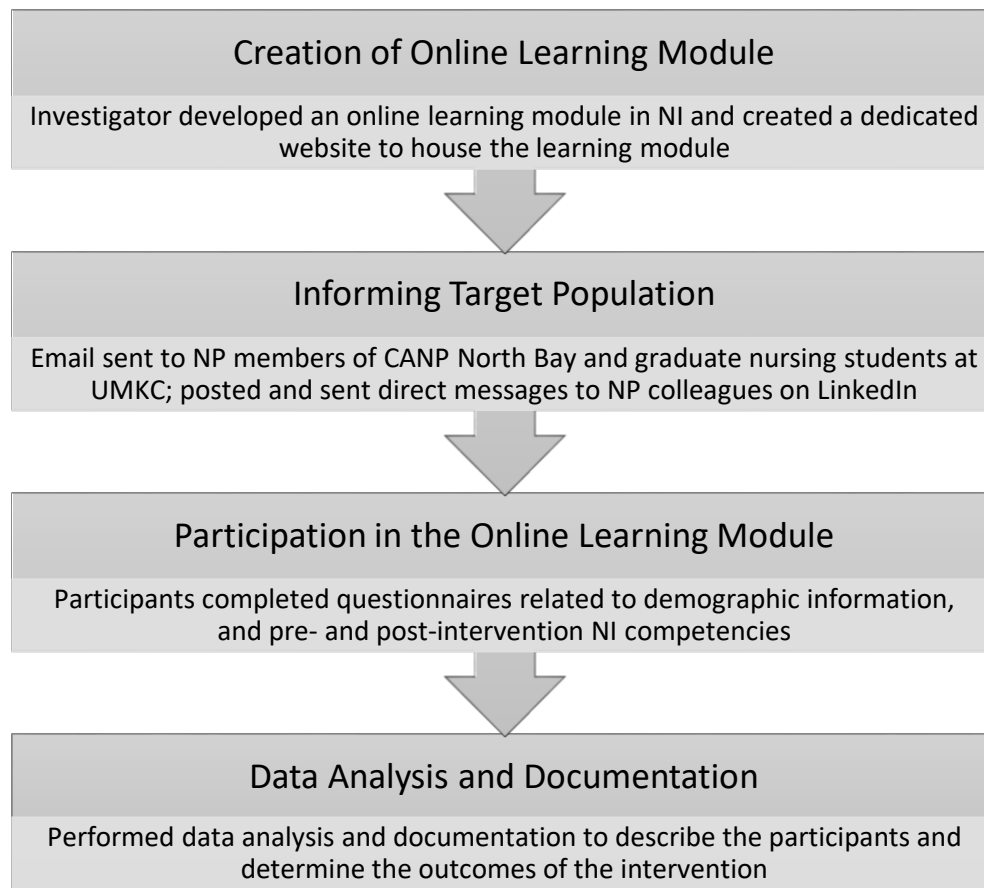 Creation of Online Learning Module
Investigator developed an online learning module in NI and created a dedicated
website to house the learning module
Informing Target Population
Email sent to NP members of CANP North Bay and graduate nursing students at
UMKC; posted and sent direct messages to NP colleagues on LinkedIn
Participation in the Online Learning Module
Participants completed questionnaires related to demographic information,
and pre- and post-intervention NI competencies
Data Analysis and Documentation
Performed data analysis and documentation to describe the participants and
determine the outcomes of the intervention